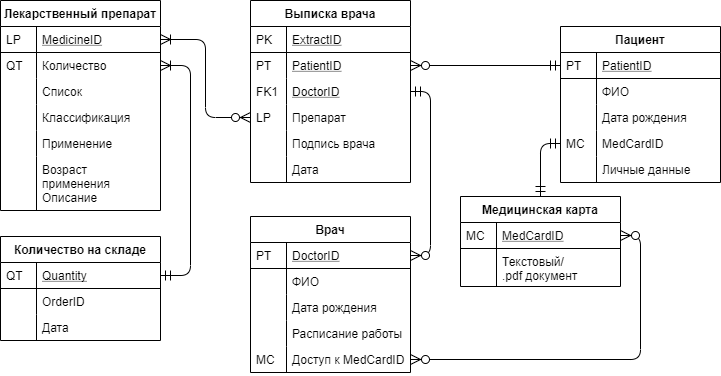 Лекарственный препарат
LP MedicineID
QT Количество
Список
Классификация
Применение
Возраст
применения
Описание
Выписка врача
PK ExtractID
PT PatientID
FK1 DoctorID
LP Препарат
Подпись врача
Дата
Пациент
PT PatientID
ФИО
Дата рождения
MC MedCardID
Личные данные
Медицинская карта
MC MedCardID
Текстовый/
.pdf документ
Количество на складе
QT Quantity
OrderID
Дата
Врач
PT DoctorID
ФИО
Дата рождения
Расписание работы
MC Доступ к MedCardID